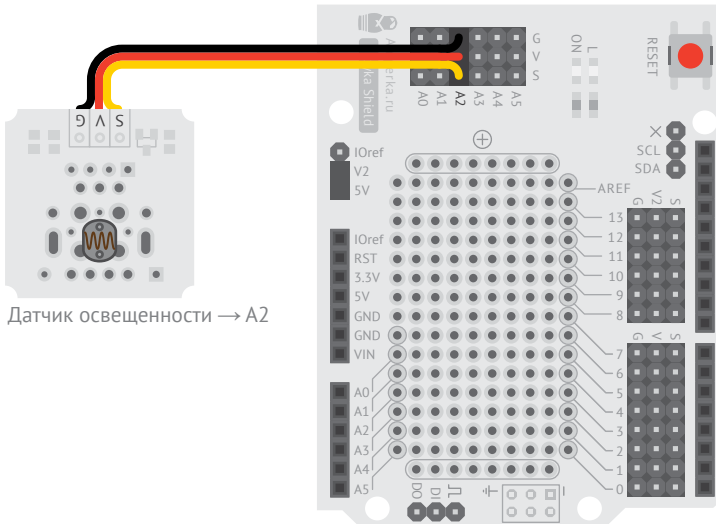 G V S
Датчик освещенности → A2
G
V
S
A0 A1 A2 A3 A4 A5
ON L
RESET
SCL
SDA
IOref
V2
5V
AREF
13
12
11
10
9
8
G V2 S
IOref
RST
3.3V
5V
GND
GND
VIN
7
6
5
4
3
2
1
0
G V S
A0
A1
A2
A3
A4
A5
DO DI